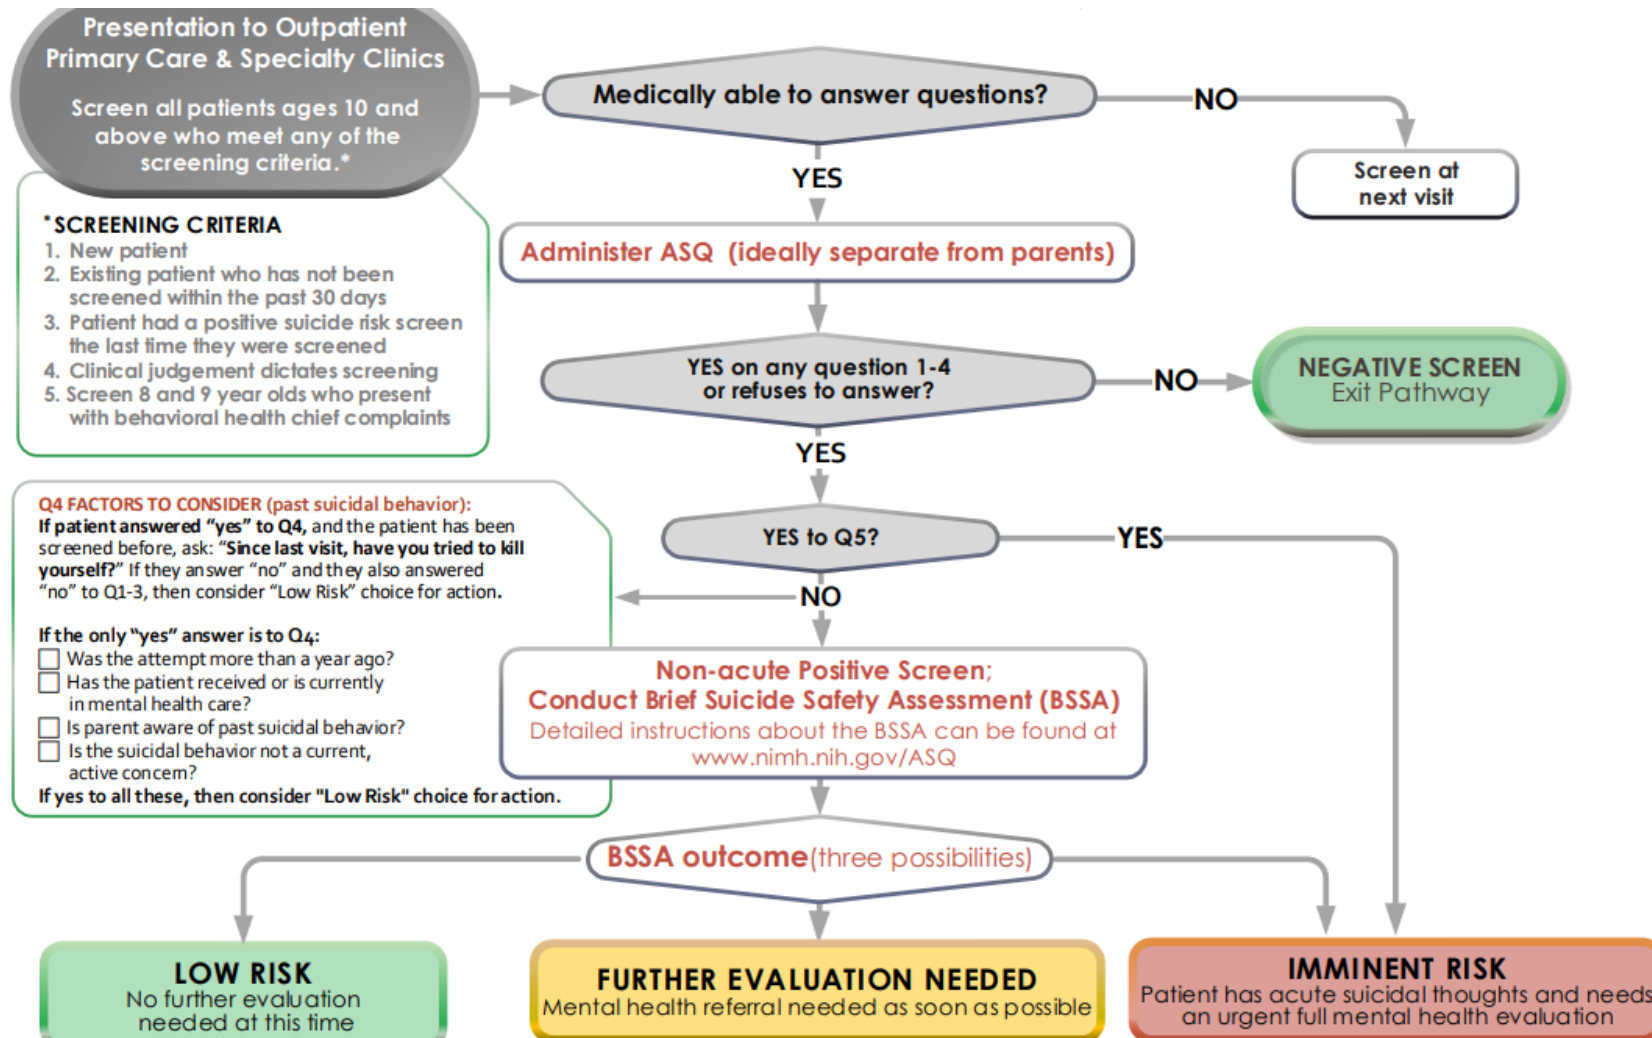 Presentation to Outpatient
Primary Care & Specialty Clinics
Screen all patients ages 10 and
above who meet any of the
screening criteria.*
Medically able to answer questions?
NO
Screen at
next visit
YES
*SCREENING CRITERIA
1. New patient
2. Existing patient who has not been
screened within the past 30 days
3. Patient had a positive suicide risk screen
the last time they were screened
4. Clinical judgement dictates screening
5. Screen 8 and 9 year olds who present
with behavioral health chief complaints
Administer ASQ (ideally separate from parents)
YES on any question 1-4
or refuses to answer?
NO
NEGATIVE SCREEN
Exit Pathway
YES
YES to Q5?
YES
NO
Q4 FACTORS TO CONSIDER (past suicidal behavior):
If patient answered “yes” to Q4, and the patient has been
screened before, ask: “Since last visit, have you tried to kill
yourself?” If they answer “no” and they also answered
“no” to Q1-3, then consider “Low Risk” choice for action.
If the only “yes” answer is to Q4:
Was the attempt more than a year ago?
Has the patient received or is currently
in mental health care?
Is parent aware of past suicidal behavior?
Is the suicidal behavior not a current,
active concern?
If yes to all these, then consider "Low Risk" choice for action.
Non-acute Positive Screen;
Conduct Brief Suicide Safety Assessment (BSSA)
Detailed instructions about the BSSA can be found at
www.nimh.nih.gov/ASQ
BSSA outcome(three possibilities)
LOW RISK
No further evaluation
needed at this time
FURTHER EVALUATION NEEDED
Mental health referral needed as soon as possible
IMMINENT RISK
Patient has acute suicidal thoughts and needs
an urgent full mental health evaluation